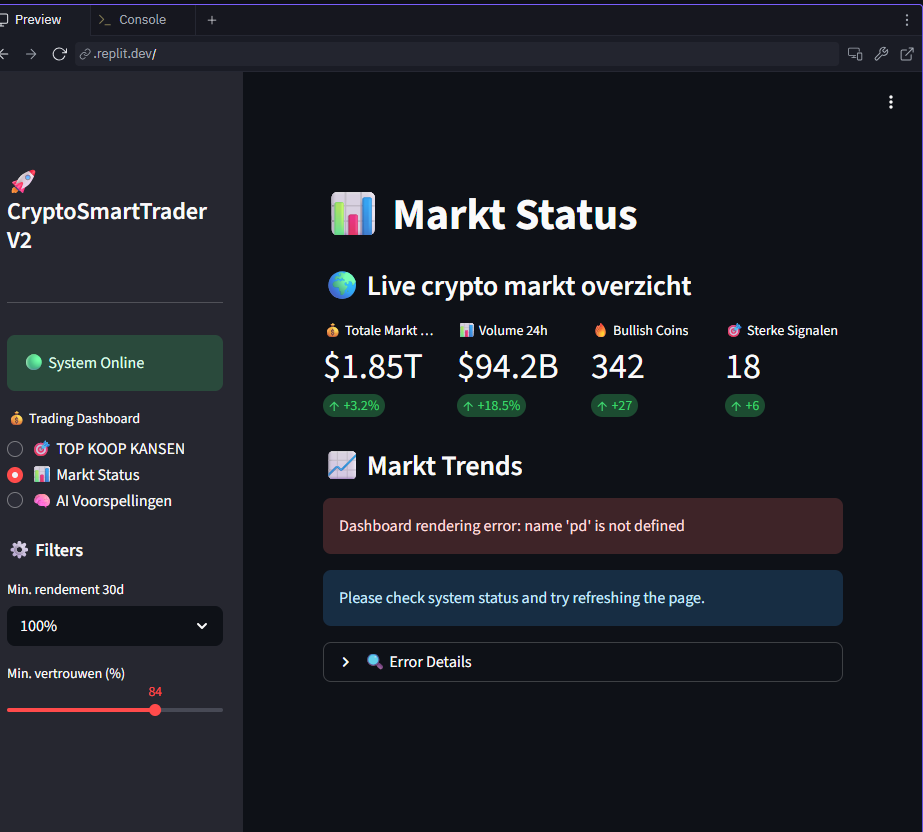 Preview
Console
.replit.dev/
CryptoSmartTrader
V2
System Online
Trading Dashboard
TOP KOOP KANSEN
Markt Status
AI Voorspellingen
Filters
Min. rendement 30d
100%
Min. vertrouwen (%)
84
Markt Status
Live crypto markt overzicht
Totale Markt ...
$1.85T
+3.2%
Volume 24h
$94.2B
+18.5%
Bullish Coins
342
+27
Sterke Signalen
18
+6
Markt Trends
Dashboard rendering error: name 'pd' is not defined
Please check system status and try refreshing the page.
Error Details